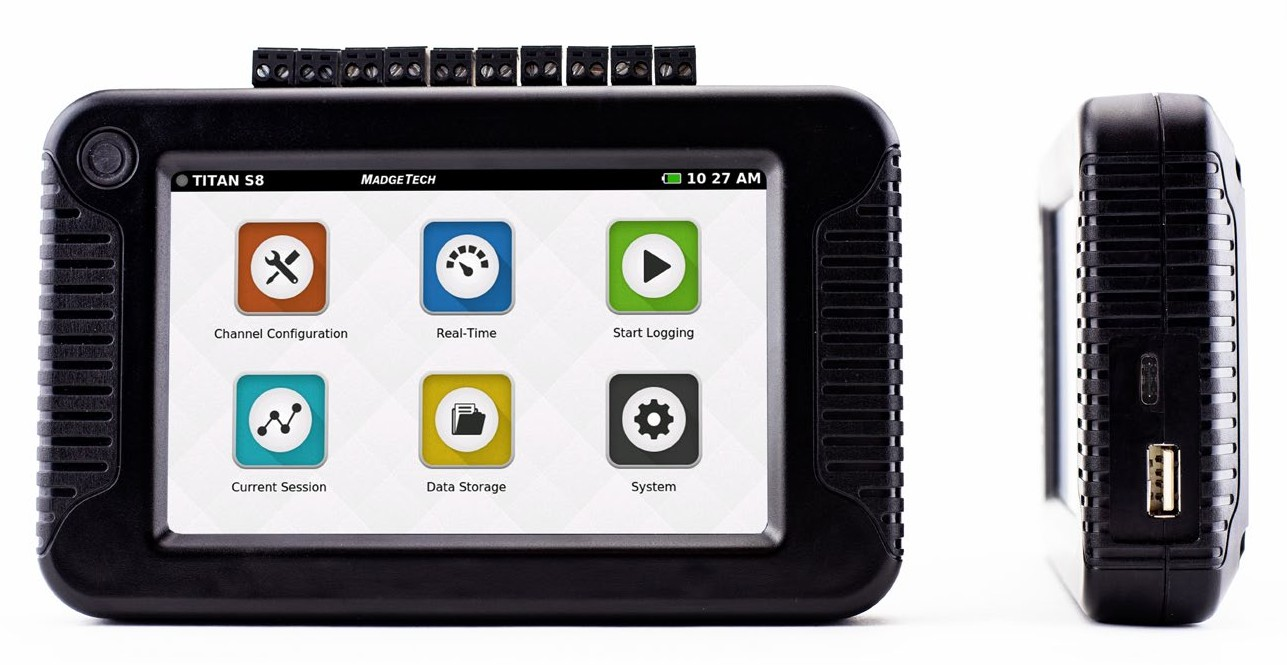 TITAN S8 MADGETECH 10 27 AM
Channel Configuration Real-Time Start Logging
Current Session Data Storage System